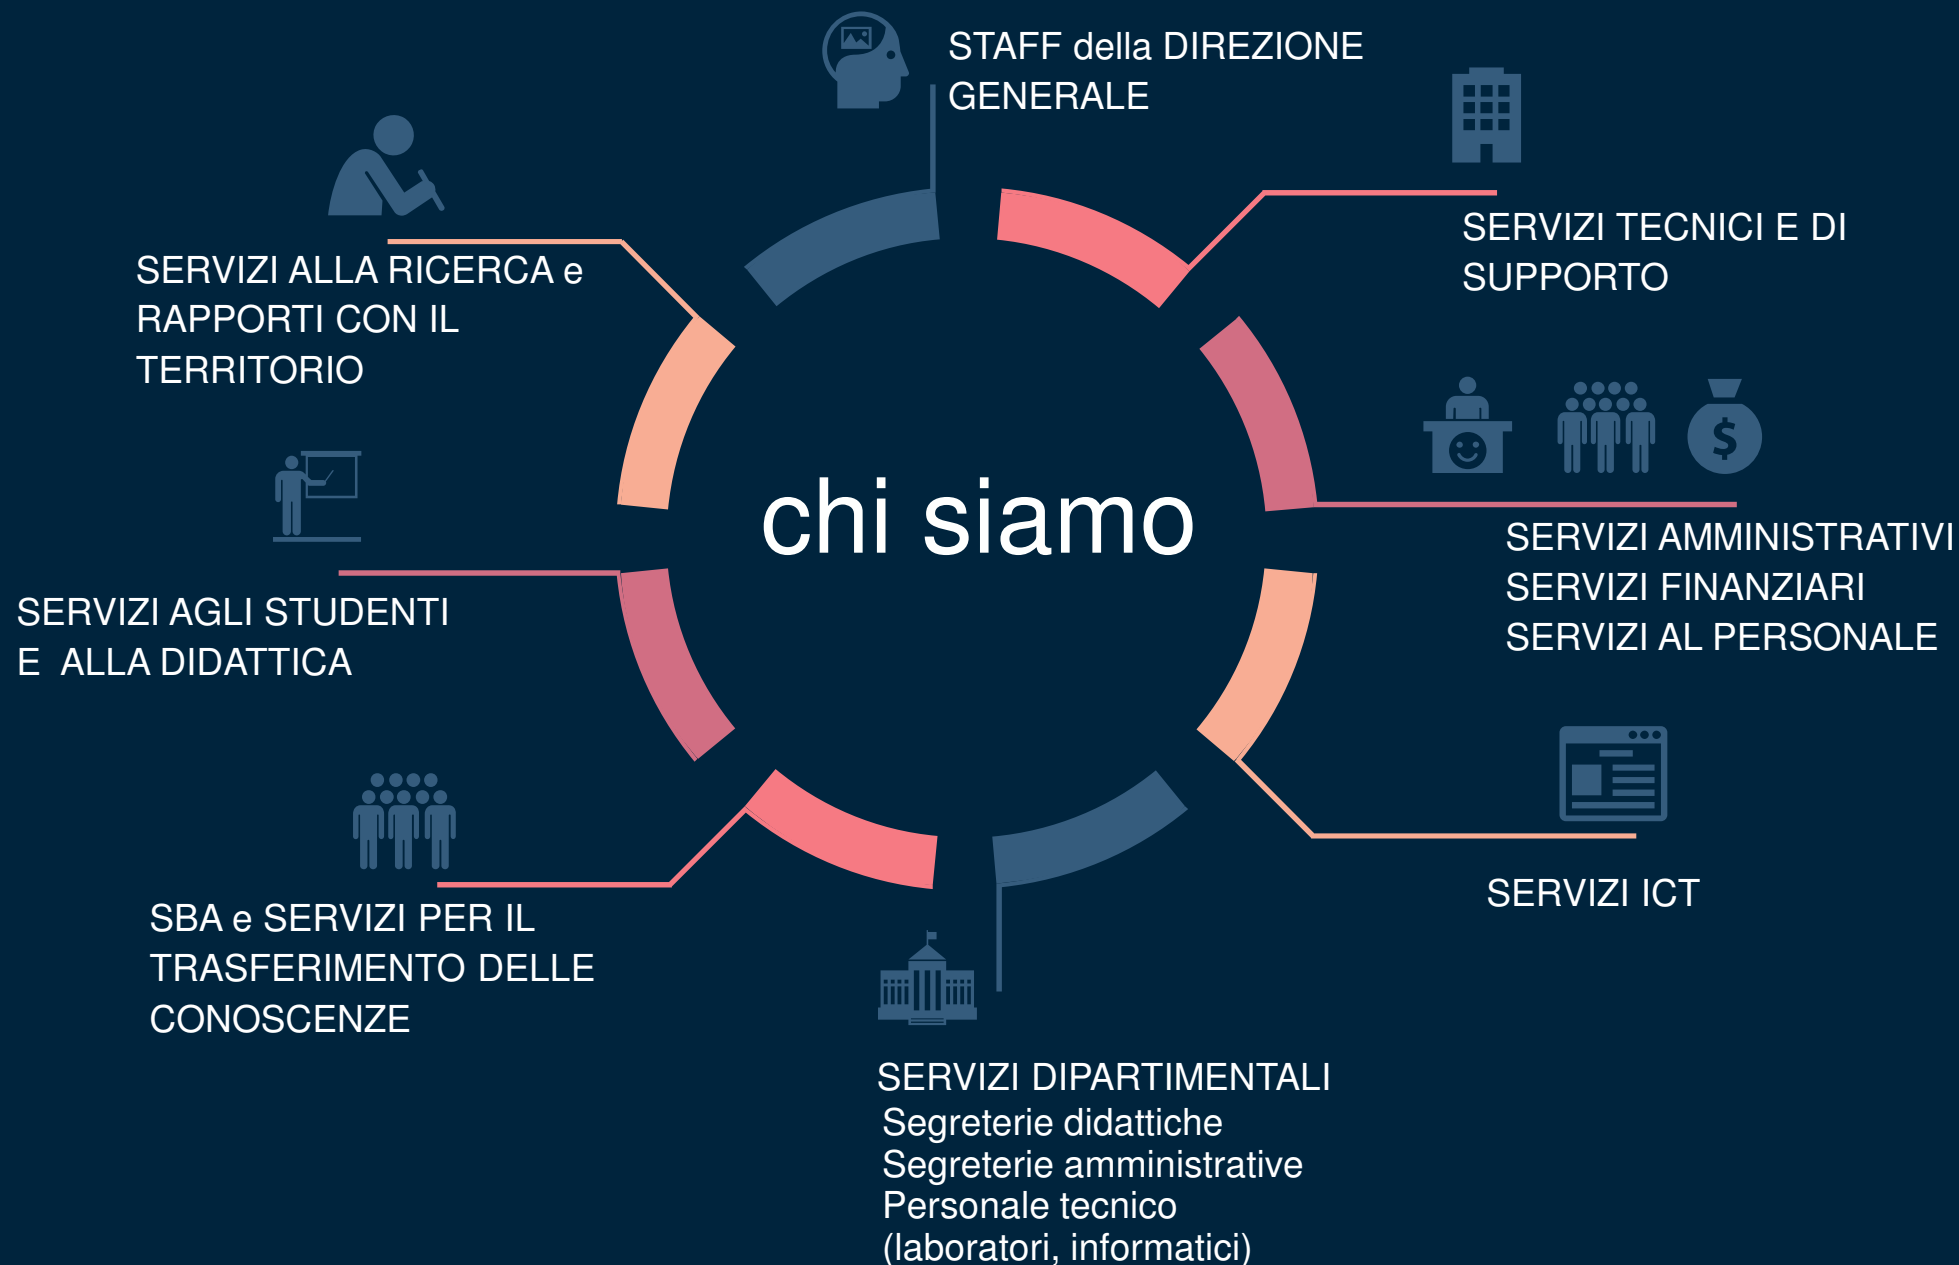 STAFF della DIREZIONE
GENERALE
SERVIZI TECNICI E DI
SUPPORTO
SERVIZI ALLA RICERCA e
RAPPORTI CON IL
TERRITORIO
chi siamo
$
SERVIZI AMMINISTRATIVI
SERVIZI FINANZIARI
SERVIZI AL PERSONALE
SERVIZI AGLI STUDENTI
E ALLA DIDATTICA
SERVIZI ICT
SBA e SERVIZI PER IL
TRASFERIMENTO DELLE
CONOSCENZE
SERVIZI DIPARTIMENTALI
Segreterie didattiche
Segreterie amministrative
Personale tecnico
(laboratori, informatici)